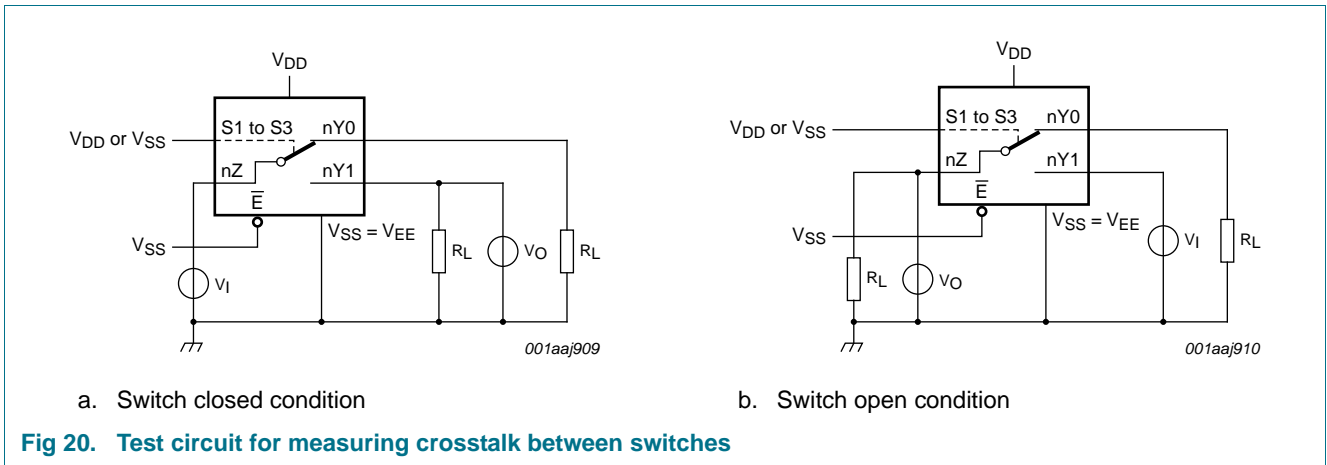 VDD
VDD or VSS
S1 to S3
nY0
nZ
nY1
E
VSS = VEE
VSS
RL
VO
RL
VI
001aaj909
a. Switch closed condition
VDD
VDD or VSS
S1 to S3
nY0
nZ
nY1
E
VSS = VEE
VSS
VI
RL
RL
VO
001aaj910
b. Switch open condition
Fig 20. Test circuit for measuring crosstalk between switches